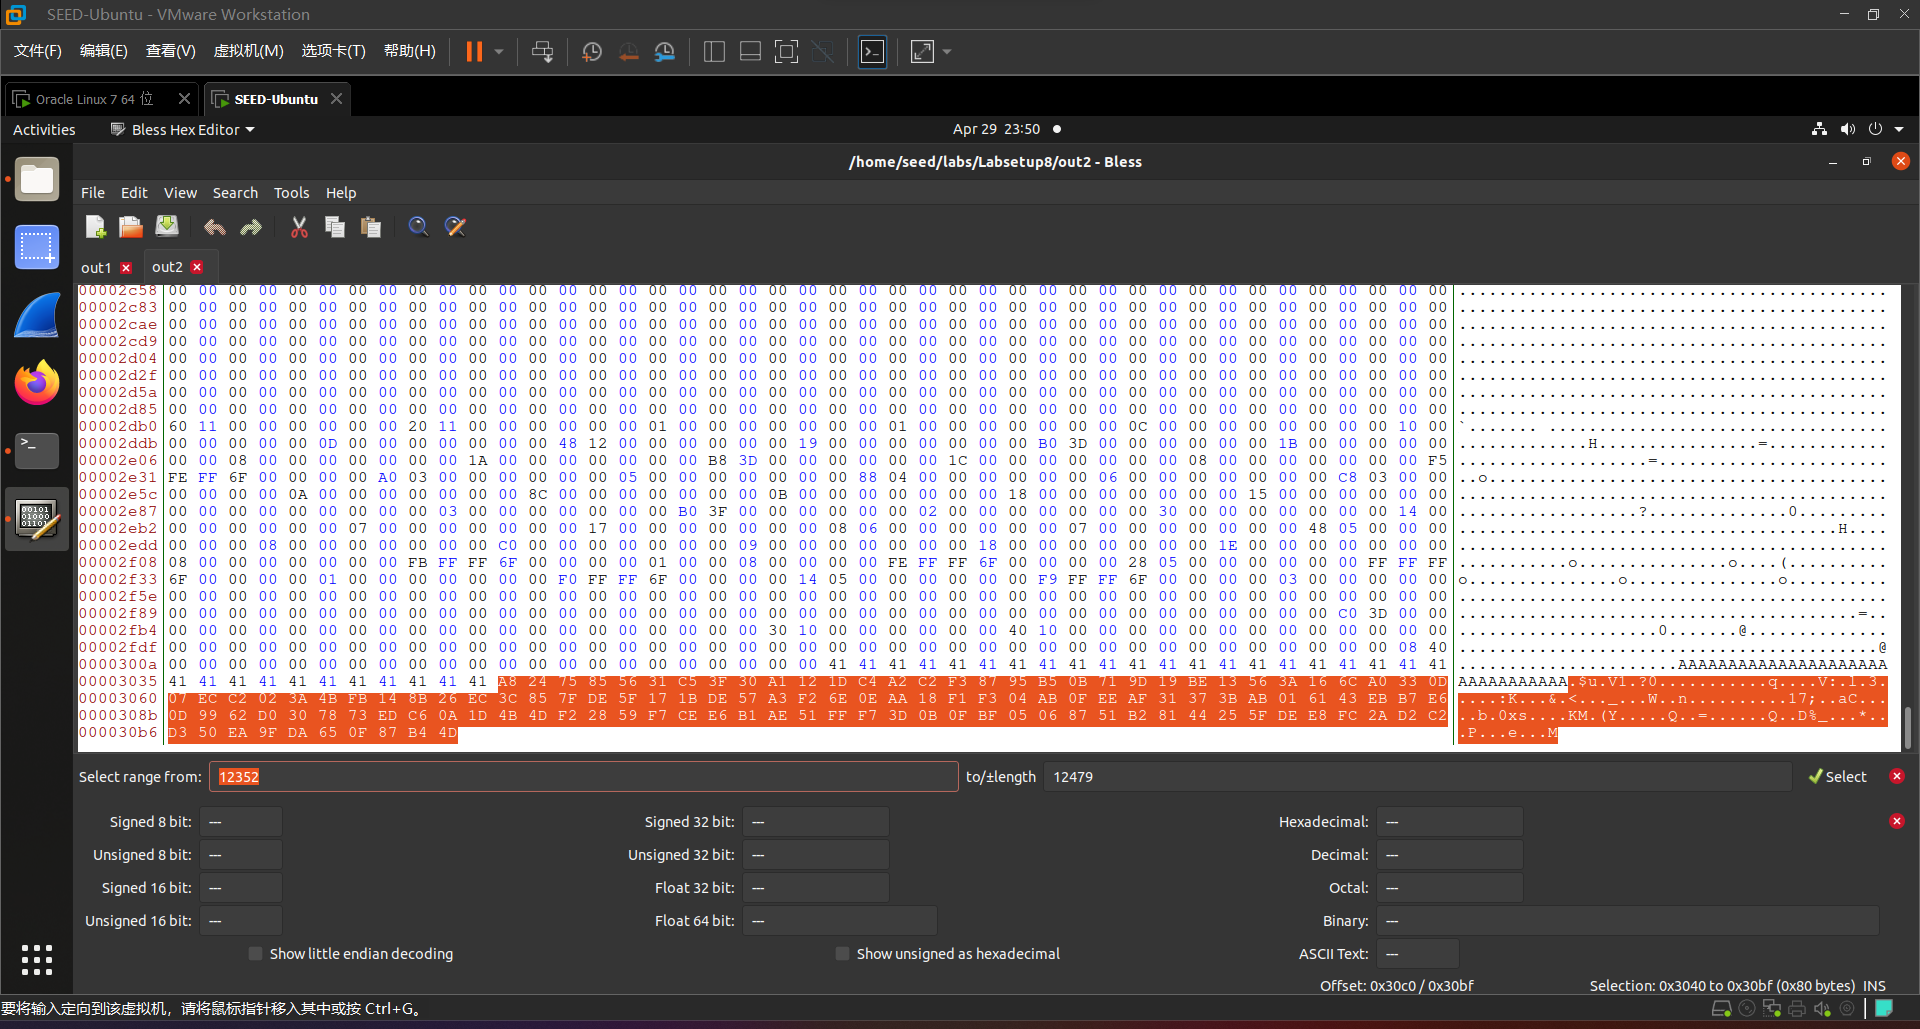 SEED-Ubuntu - VMware Workstation
文件(F) 编辑(E) 查看(V) 虚拟机(M) 选项卡(T) 帮助(H)
Oracle Linux 7 64 位 SEED-Ubuntu
Activities Bless Hex Editor Apr 29 23:50
/home/seed/labs/Labsetup8/out2 - Bless
File Edit View Search Tools Help
out1 out2
00002c58 00 00 00 00 00 00 00 00 00 00 00 00 00 00 00 00 00 00 00 00 00 00 00 00 00 00 00 00 00 00 00 00 00 00 00 00 00 00 00 00 00 00 00 ...........................................
00002c83 00 00 00 00 00 00 00 00 00 00 00 00 00 00 00 00 00 00 00 00 00 00 00 00 00 00 00 00 00 00 00 00 00 00 00 00 00 00 00 00 00 00 00 ...........................................
00002cae 00 00 00 00 00 00 00 00 00 00 00 00 00 00 00 00 00 00 00 00 00 00 00 00 00 00 00 00 00 00 00 00 00 00 00 00 00 00 00 00 00 00 00 ...........................................
00002cd9 00 00 00 00 00 00 00 00 00 00 00 00 00 00 00 00 00 00 00 00 00 00 00 00 00 00 00 00 00 00 00 00 00 00 00 00 00 00 00 00 00 00 00 ...........................................
00002d04 00 00 00 00 00 00 00 00 00 00 00 00 00 00 00 00 00 00 00 00 00 00 00 00 00 00 00 00 00 00 00 00 00 00 00 00 00 00 00 00 00 00 00 ...........................................
00002d2f 00 00 00 00 00 00 00 00 00 00 00 00 00 00 00 00 00 00 00 00 00 00 00 00 00 00 00 00 00 00 00 00 00 00 00 00 00 00 00 00 00 00 00 ...........................................
00002d5a 00 00 00 00 00 00 00 00 00 00 00 00 00 00 00 00 00 00 00 00 00 00 00 00 00 00 00 00 00 00 00 00 00 00 00 00 00 00 00 00 00 00 00 ...........................................
00002d85 00 00 00 00 00 00 00 00 00 00 00 00 00 00 00 00 00 00 00 00 00 00 00 00 00 00 00 00 00 00 00 00 00 00 00 00 00 00 00 00 00 00 00 ...........................................
00002db0 60 11 00 00 00 00 00 00 20 11 00 00 00 00 00 00 01 00 00 00 00 00 00 00 01 00 00 00 00 00 00 00 0C 00 00 00 00 00 00 00 00 10 00 `....... ..................................
00002ddb 00 00 00 00 00 0D 00 00 00 00 00 00 00 48 12 00 00 00 00 00 00 19 00 00 00 00 00 00 00 B0 3D 00 00 00 00 00 00 1B 00 00 00 00 00 .............H................=............
00002e06 00 00 08 00 00 00 00 00 00 00 1A 00 00 00 00 00 00 00 B8 3D 00 00 00 00 00 00 1C 00 00 00 00 00 00 00 08 00 00 00 00 00 00 00 F5 ...................=.......................
00002e31 FE FF 6F 00 00 00 00 A0 03 00 00 00 00 00 00 05 00 00 00 00 00 00 00 88 04 00 00 00 00 00 00 06 00 00 00 00 00 00 00 C8 03 00 00 ..o........................................
00002e5c 00 00 00 00 0A 00 00 00 00 00 00 00 8C 00 00 00 00 00 00 00 0B 00 00 00 00 00 00 00 18 00 00 00 00 00 00 00 15 00 00 00 00 00 00 ...........................................
00002e87 00 00 00 00 00 00 00 00 00 03 00 00 00 00 00 00 00 B0 3F 00 00 00 00 00 00 02 00 00 00 00 00 00 00 30 00 00 00 00 00 00 00 14 00 ..................?..............0.........
00002eb2 00 00 00 00 00 00 07 00 00 00 00 00 00 00 17 00 00 00 00 00 00 00 08 06 00 00 00 00 00 00 07 00 00 00 00 00 00 00 48 05 00 00 00 ......................................H....
00002edd 00 00 00 08 00 00 00 00 00 00 00 C0 00 00 00 00 00 00 00 09 00 00 00 00 00 00 00 18 00 00 00 00 00 00 00 1E 00 00 00 00 00 00 00 ...........................................
00002f08 08 00 00 00 00 00 00 00 FB FF FF 6F 00 00 00 00 01 00 00 08 00 00 00 00 FE FF FF 6F 00 00 00 00 28 05 00 00 00 00 00 00 FF FF FF ...........o...............o....(..........
00002f33 6F 00 00 00 00 01 00 00 00 00 00 00 00 F0 FF FF 6F 00 00 00 00 14 05 00 00 00 00 00 00 F9 FF FF 6F 00 00 00 00 03 00 00 00 00 00 o...............o...............o..........
00002f5e 00 00 00 00 00 00 00 00 00 00 00 00 00 00 00 00 00 00 00 00 00 00 00 00 00 00 00 00 00 00 00 00 00 00 00 00 00 00 00 00 00 00 00 ...........................................
00002f89 00 00 00 00 00 00 00 00 00 00 00 00 00 00 00 00 00 00 00 00 00 00 00 00 00 00 00 00 00 00 00 00 00 00 00 00 00 00 00 C0 3D 00 00 ........................................=..
00002fb4 00 00 00 00 00 00 00 00 00 00 00 00 00 00 00 00 00 00 00 00 30 10 00 00 00 00 00 00 40 10 00 00 00 00 00 00 00 00 00 00 00 00 00 ....................0.......@..............
00002fdf 00 00 00 00 00 00 00 00 00 00 00 00 00 00 00 00 00 00 00 00 00 00 00 00 00 00 00 00 00 00 00 00 00 00 00 00 00 00 00 00 00 08 40 ..........................................@
0000300a 00 00 00 00 00 00 00 00 00 00 00 00 00 00 00 00 00 00 00 00 00 00 41 41 41 41 41 41 41 41 41 41 41 41 41 41 41 41 41 41 41 41 41 ......................AAAAAAAAAAAAAAAAAAAAA
00003035 41 41 41 41 41 41 41 41 41 41 41 A8 24 75 85 56 31 C5 3F 30 A1 12 1D C4 A2 C2 F3 87 95 B5 0B 71 9D 19 BE 13 56 3A 16 6C A0 33 0D AAAAAAAAAAA.$u.V1.?0...........q....V:.l.3.
00003060 07 EC C2 02 3A 4B FB 14 8B 26 EC 3C 85 7F DE 5F 17 1B DE 57 A3 F2 6E 0E AA 18 F1 F3 04 AB 0F EE AF 31 37 3B AB 01 61 43 EB B7 E6 ....:K...&.<..._...W..n..........17;..aC...
0000308b 0D 99 62 D0 30 78 73 ED C6 0A 1D 4B 4D F2 28 59 F7 CE E6 B1 AE 51 FF F7 3D 0B 0F BF 05 06 87 51 B2 81 44 25 5F DE E8 FC 2A D2 C2 ..b.0xs....KM.(Y.....Q..=......Q..D%_...*..
000030b6 D3 50 EA 9F DA 65 0F 87 B4 4D .P...e...M
Select range from: 12352 to/±length 12479 Select
Signed 8 bit: --- Signed 32 bit: --- Hexadecimal: ---
Unsigned 8 bit: --- Unsigned 32 bit: --- Decimal: ---
Signed 16 bit: --- Float 32 bit: --- Octal: ---
Unsigned 16 bit: --- Float 64 bit: --- Binary: ---
Show little endian decoding Show unsigned as hexadecimal ASCII Text: ---
Offset: 0x30c0 / 0x30bf Selection: 0x3040 to 0x30bf (0x80 bytes) INS
要将输入定向到该虚拟机，请将鼠标指针移入其中或按 Ctrl+G。